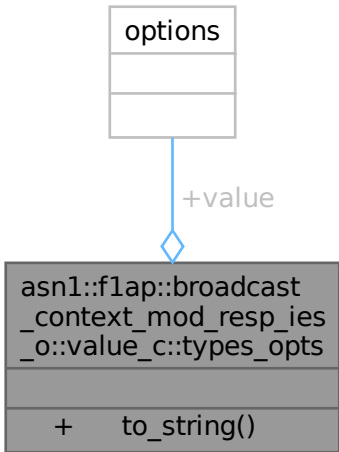 options
+value
asn1::f1ap::broadcast
_context_mod_resp_ies
_o::value_c::types_opts
+ to_string()